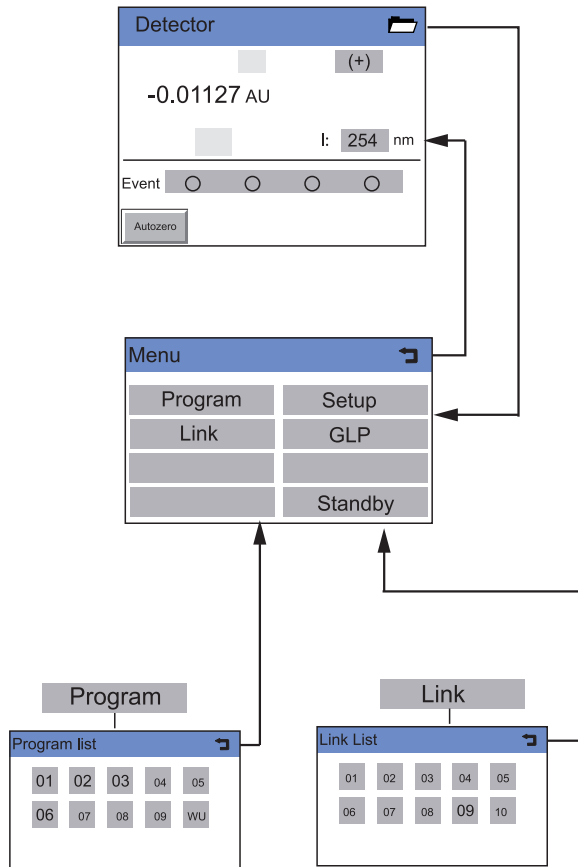 Detector
(+)
-0.01127 AU
l: 254 nm
Event
Autozero
Menu
Program Setup
Link GLP
Standby
Program
Program list
01 02 03 04 05
06 07 08 09 WU
Link
Link List
01 02 03 04 05
06 07 08 09 10